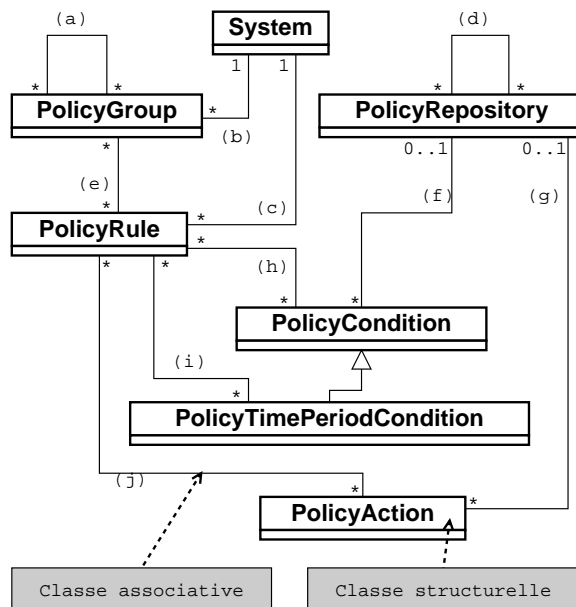 (a)
System
(d)
1 1
* * * *
PolicyGroup * PolicyRepository
* (b) 0..1 0..1
(e) (c) (f) (g)
* *
PolicyRule *
* * (h)
* *
PolicyCondition
(i)
*
PolicyTimePeriodCondition
(j)
* *
PolicyAction
Classe associative Classe structurelle